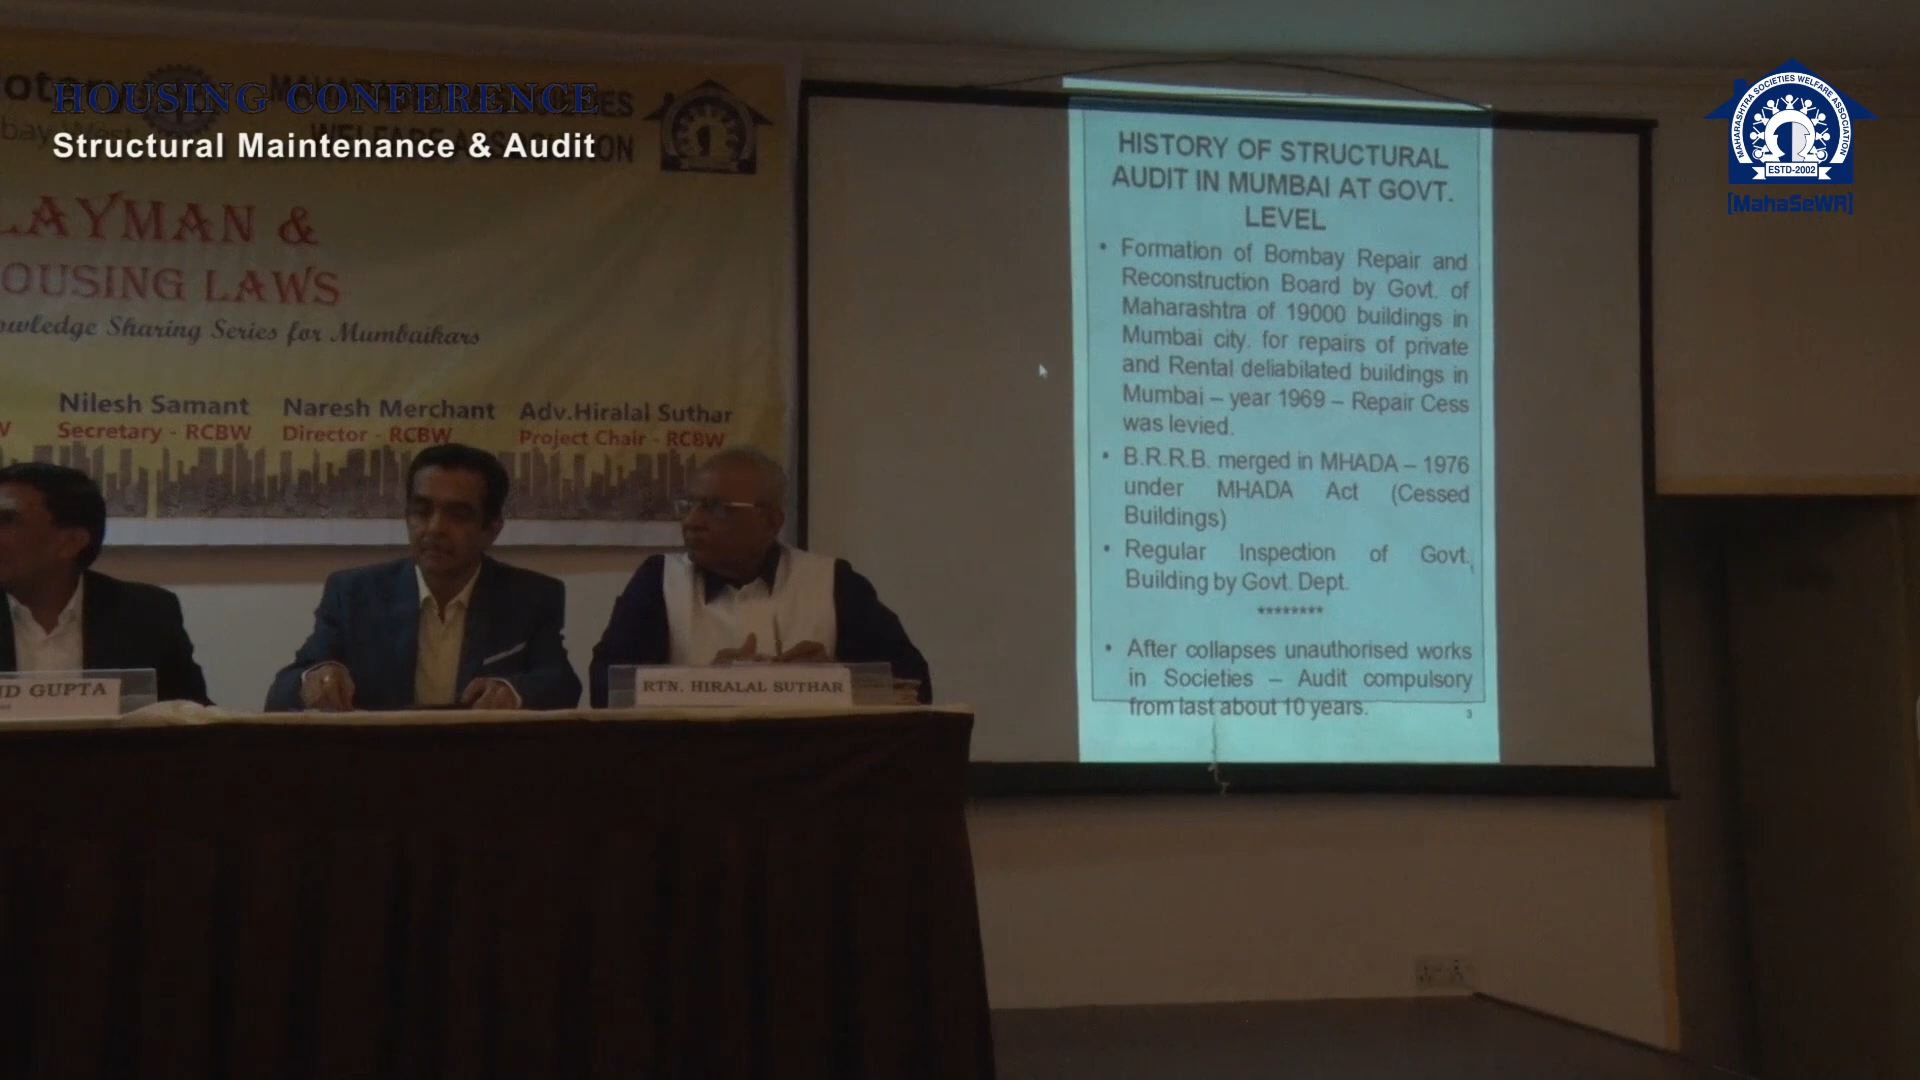 HOUSING CONFERENCE
Structural Maintenance & Audit
LAYMAN &
OUSING LAWS
Knowledge Sharing Series for Mumbaikars
Nilesh Samant
Secretary - RCBW
Naresh Merchant
Director - RCBW
Adv.Hiralal Suthar
Project Chair - RCBW
ND GUPTA
RTN. HIRALAL SUTHAR
HISTORY OF STRUCTURAL
AUDIT IN MUMBAI AT GOVT.
LEVEL
• Formation of Bombay Repair and
Reconstruction Board by Govt. of
Maharashtra of 19000 buildings in
Mumbai city. for repairs of private
and Rental deliabilated buildings in
Mumbai – year 1969 – Repair Cess
was levied.
• B.R.R.B. merged in MHADA – 1976
under MHADA Act (Cessed
Buildings)
• Regular Inspection of Govt.
Building by Govt. Dept.
********
• After collapses unauthorised works
in Societies – Audit compulsory
from last about 10 years.
3
MAHARASHTRA SOCIETIES WELFARE ASSOCIATION
ESTD-2002
[MahaSeWA]